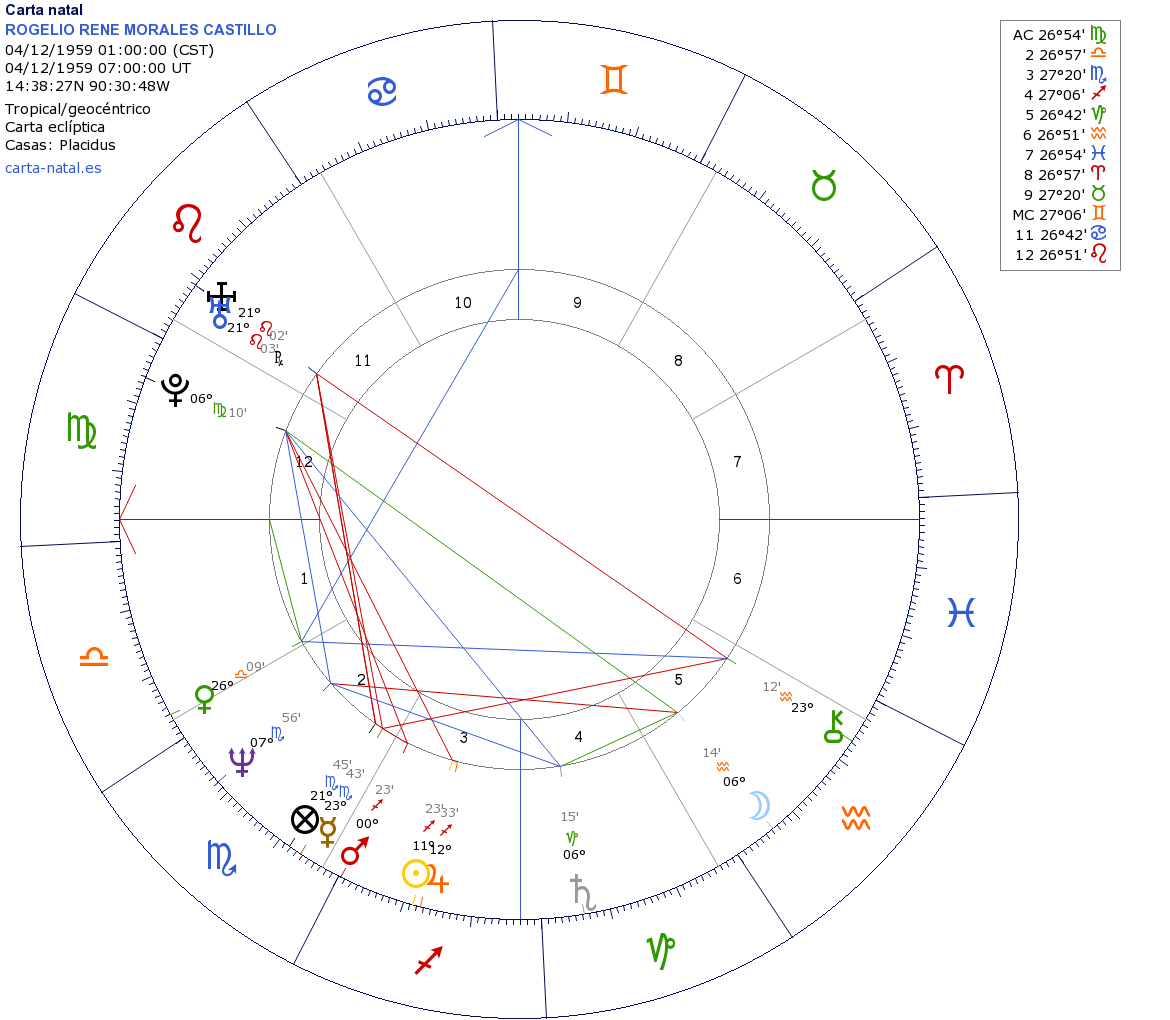 Carta natal
ROGELIO RENE MORALES CASTILLO
04/12/1959 01:00:00 (CST)
04/12/1959 07:00:00 UT
14:38:27N 90:30:48W
Tropical/geocéntrico
Carta eclíptica
Casas: Placidus
carta-natal.es
AC 26°54' ♍
2 26°57' ♎
3 27°20' ♏
4 27°06' ♐
5 26°42' ♑
6 26°51' ♒
7 26°54' ♓
8 26°57' ♈
9 27°20' ♉
MC 27°06' ♊
11 26°42' ♋
12 26°51' ♌
21° ♌ 02'
21° ♌ 03' ℞
06° ♍ 10'
26° ♎ 09'
07° ♏ 56'
21° ♏ 45'
23° ♏ 43'
00° ♐ 23'
11° ♐ 23'
12° ♐ 33'
06° ♑ 15'
06° ♒ 14'
23° ♒ 12'
10
9
11
8
12
7
1
6
2
5
3
4